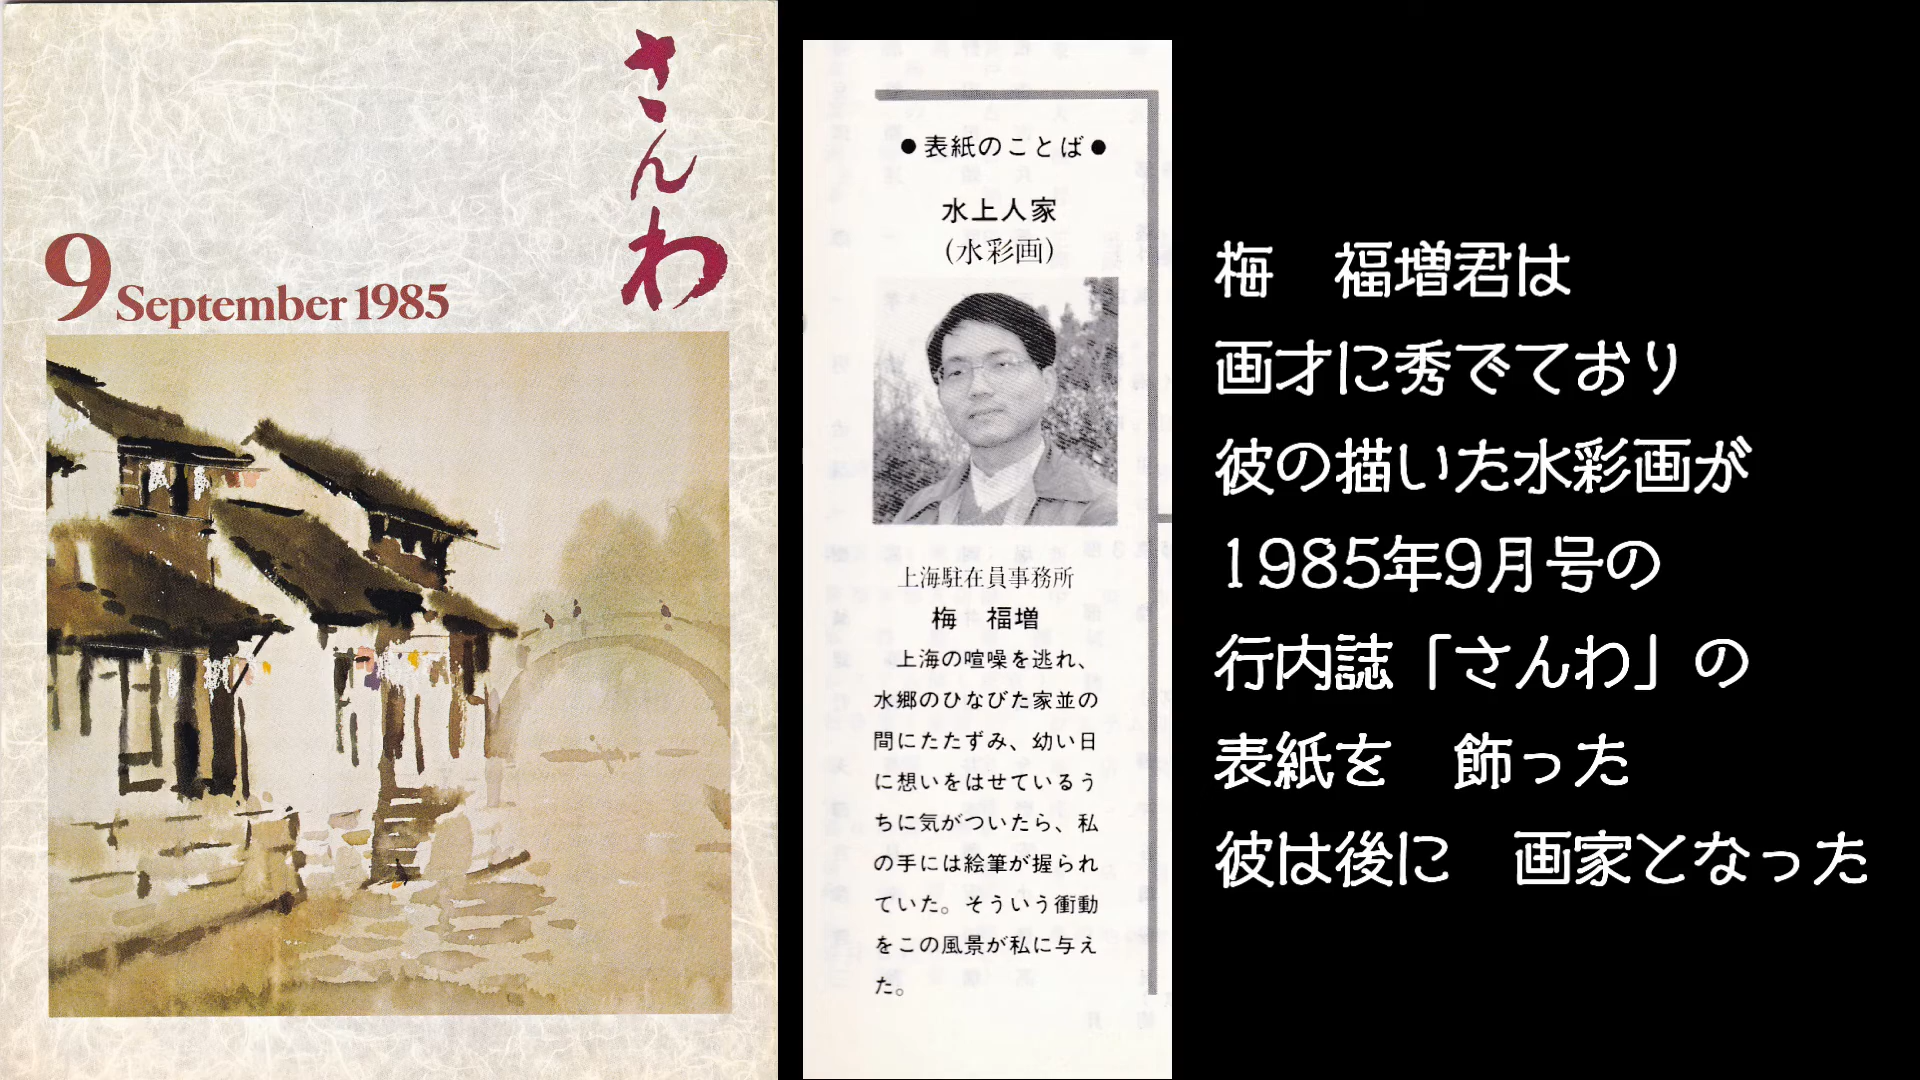 さんわ
9 September 1985
●表紙のことば●
水上人家
(水彩画)
上海駐在員事務所
梅　福増
上海の喧噪を逃れ、
水郷のひなびた家並の
間にたたずみ、幼い日
に想いをはせているう
ちに気がついたら、私
の手には絵筆が握られ
ていた。そういう衝動
をこの風景が私に与え
た。
梅　福増君は
画才に秀でており
彼の描いた水彩画が
1985年9月号の
行内誌「さんわ」の
表紙を　飾った
彼は後に　画家となった